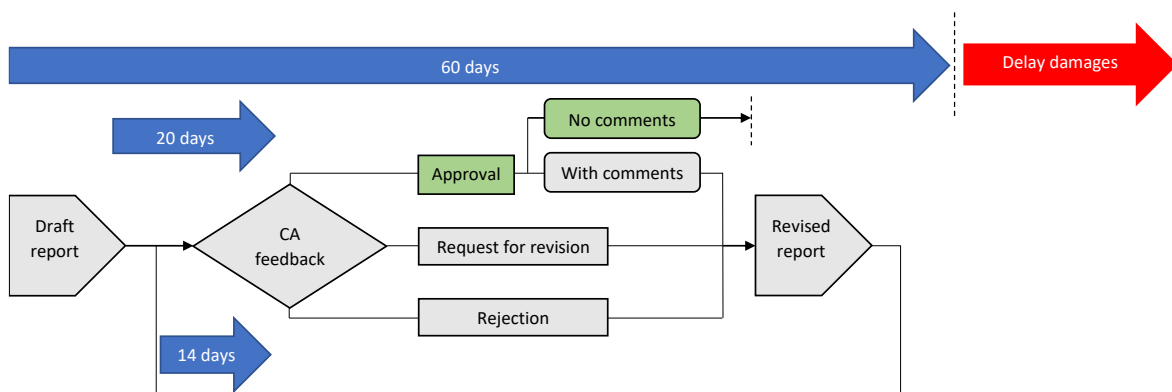 60 days
Delay damages
20 days
No comments
Approval
With comments
Draft
report
CA
feedback
Request for revision
Revised
report
Rejection
14 days